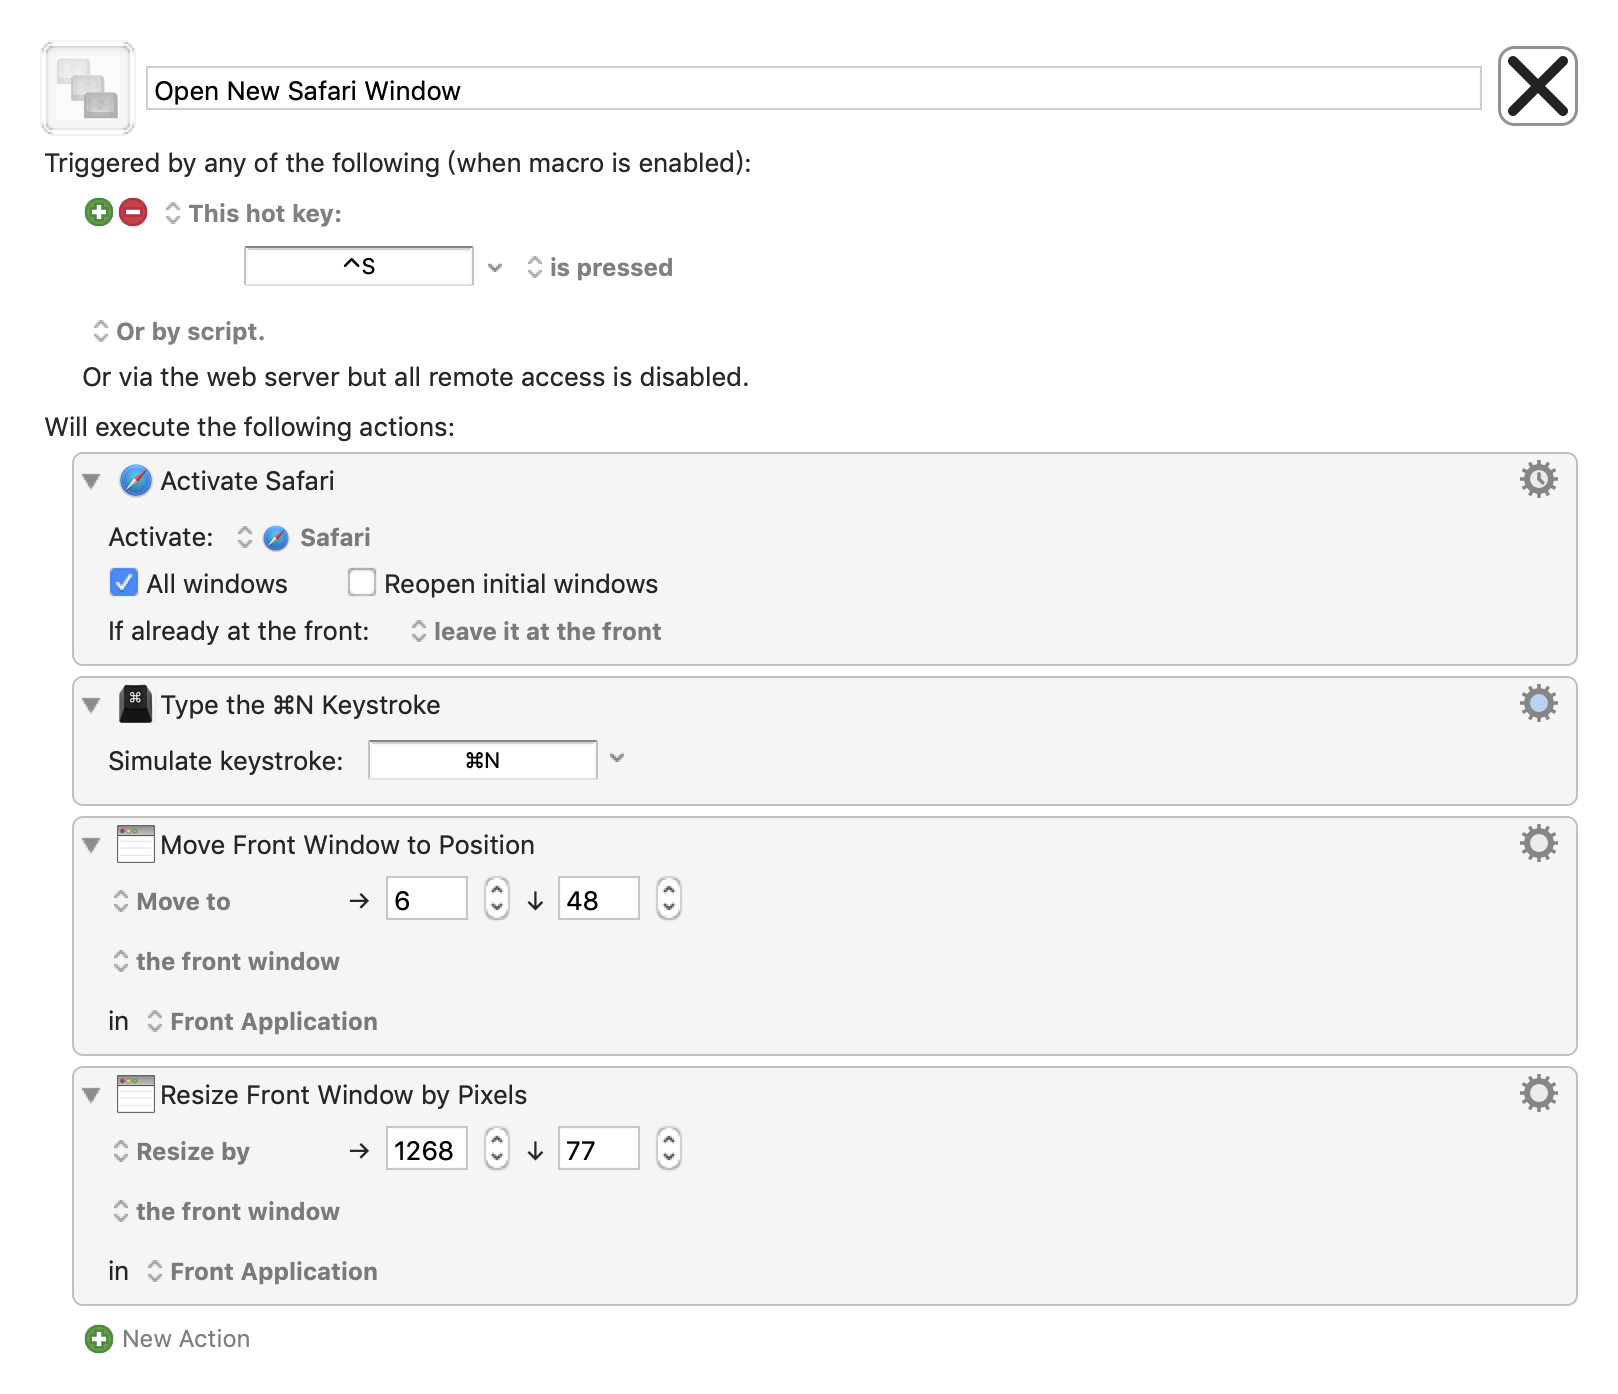 Open New Safari Window
Triggered by any of the following (when macro is enabled):
This hot key:
^S is pressed
Or by script.
Or via the web server but all remote access is disabled.
Will execute the following actions:
Activate Safari
Activate: Safari
All windows Reopen initial windows
If already at the front: leave it at the front
⌘ Type the ⌘N Keystroke
Simulate keystroke: ⌘N
Move Front Window to Position
Move to → 6 ↓ 48
the front window
in Front Application
Resize Front Window by Pixels
Resize by → 1268 ↓ 77
the front window
in Front Application
New Action